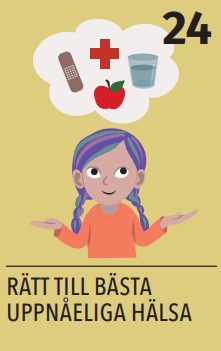 24
RÄTT TILL BÄSTA
UPPNÅELIGA HÄLSA